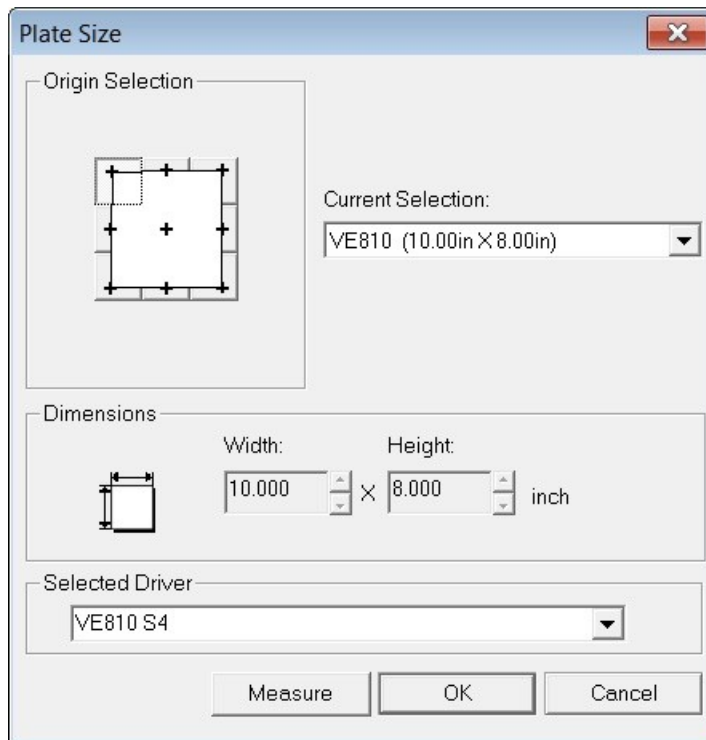 Plate Size
Origin Selection
Current Selection:
VE810 (10.00in X 8.00in)
Dimensions
Width:
Height:
10.000
X
8.000
inch
Selected Driver
VE810 S4
Measure
OK
Cancel